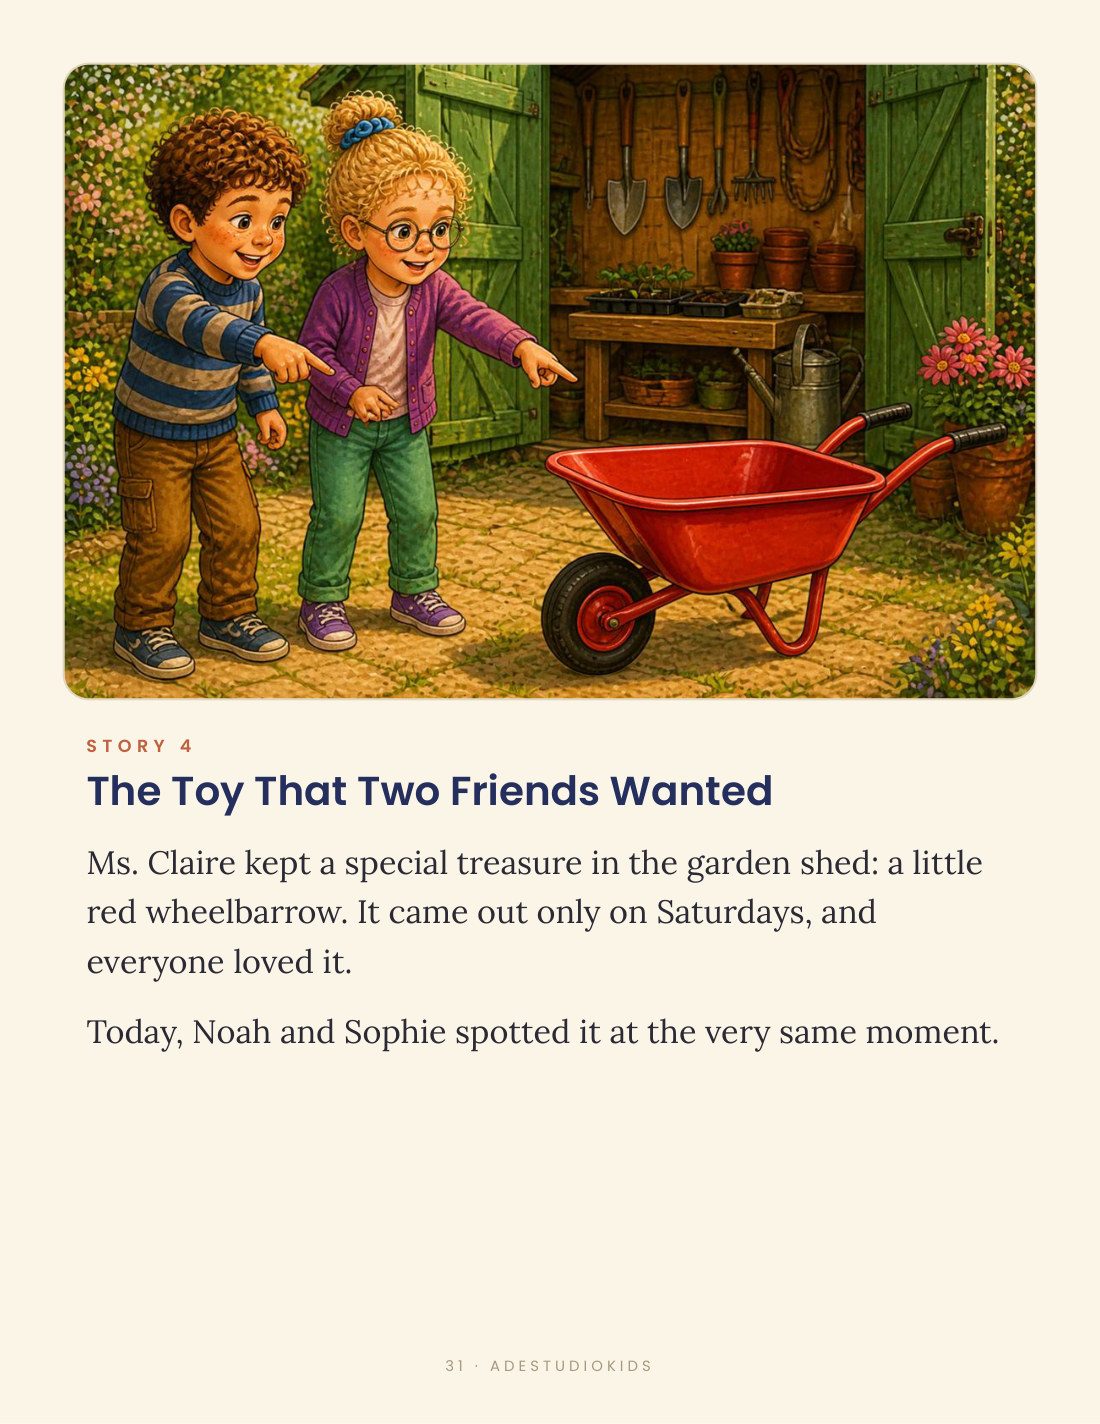 STORY 4
The Toy That Two Friends Wanted
Ms. Claire kept a special treasure in the garden shed: a little
red wheelbarrow. It came out only on Saturdays, and
everyone loved it.
Today, Noah and Sophie spotted it at the very same moment.
31 · ADESTUDIOKIDS